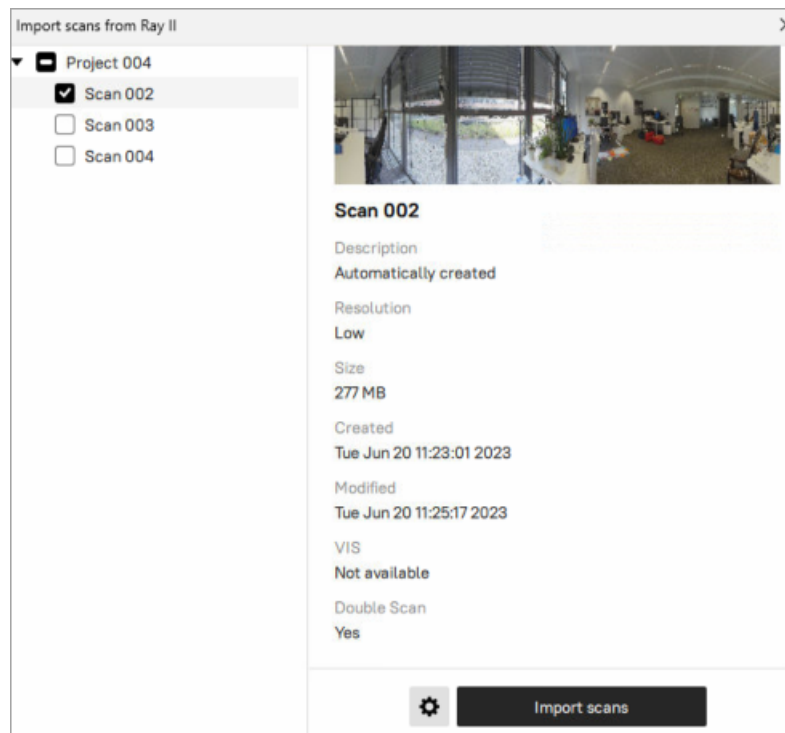 Import scans from Ray II
Project 004
Scan 002
Scan 003
Scan 004
Scan 002
Description
Automatically created
Resolution
Low
Size
277 MB
Created
Tue Jun 20 11:23:01 2023
Modified
Tue Jun 20 11:25:17 2023
VIS
Not available
Double Scan
Yes
Import scans